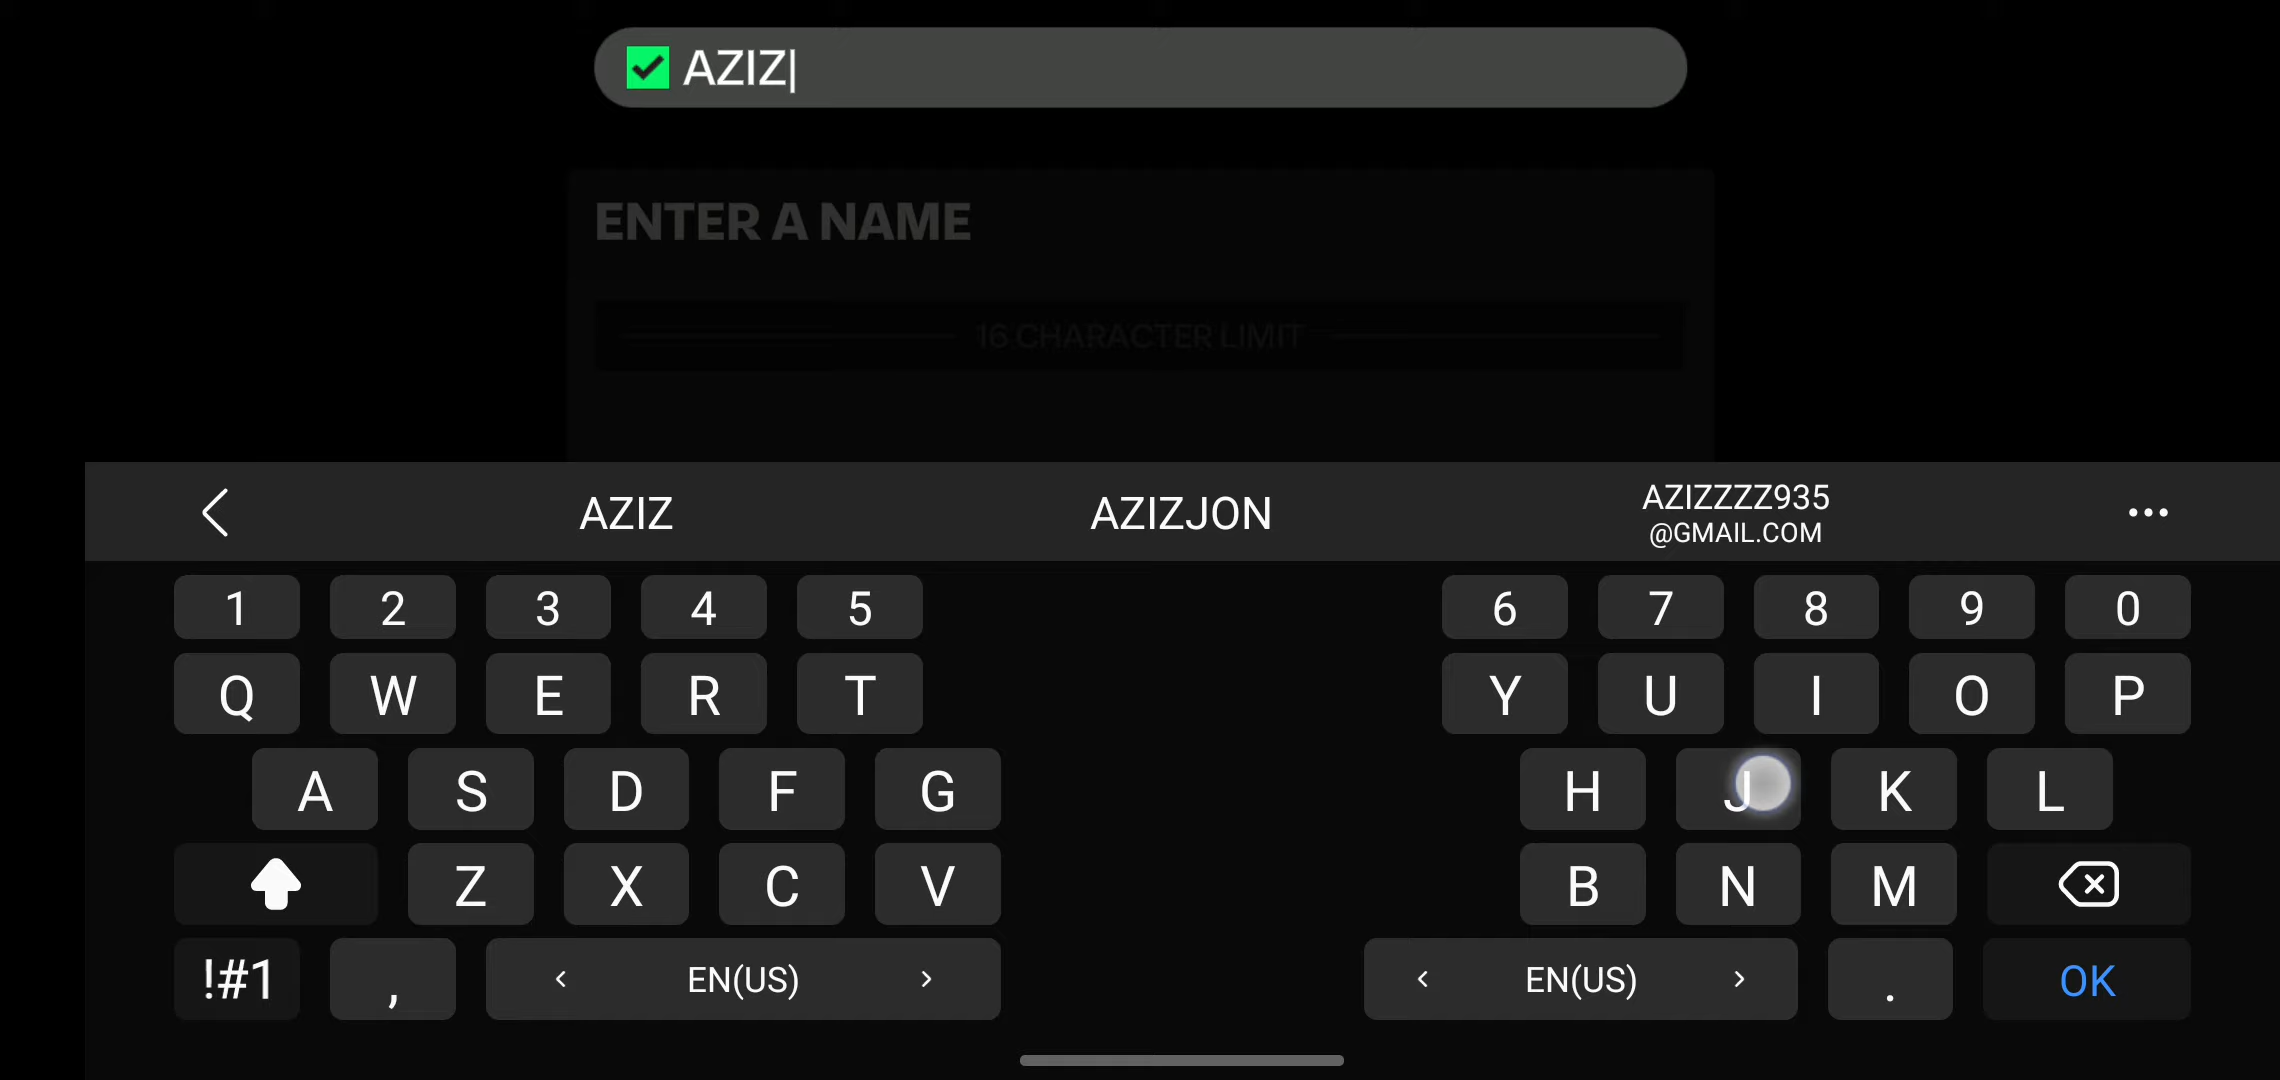 ✅ AZIZ
ENTER A NAME
16 CHARACTER LIMIT
AZIZ AZIZJON AZIZZZZ935
@GMAIL.COM
1 2 3 4 5 6 7 8 9 0
Q W E R T Y U I O P
A S D F G H J K L
Z X C V B N M
!#1 , < EN(US) > < EN(US) > . OK